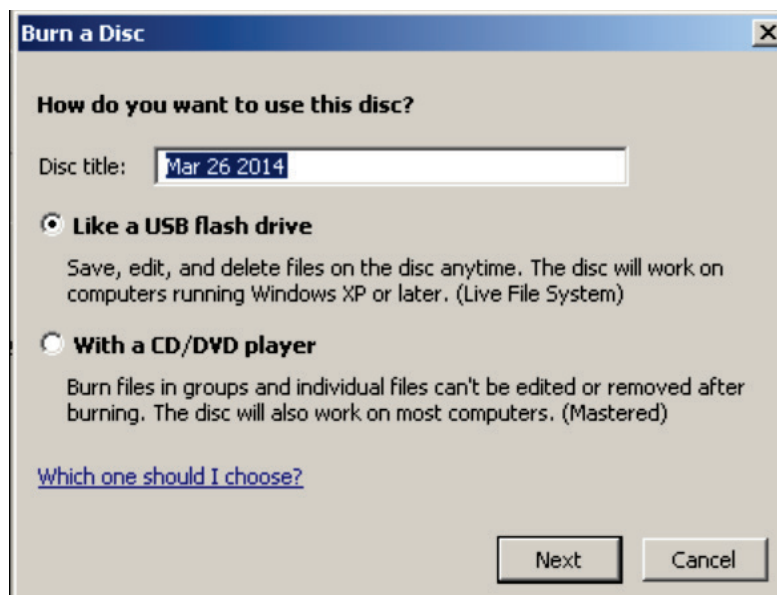 Burn a Disc
How do you want to use this disc?
Disc title: Mar 26 2014
Like a USB flash drive
Save, edit, and delete files on the disc anytime. The disc will work on
computers running Windows XP or later. (Live File System)
With a CD/DVD player
Burn files in groups and individual files can't be edited or removed after
burning. The disc will also work on most computers. (Mastered)
Which one should I choose?
Next Cancel